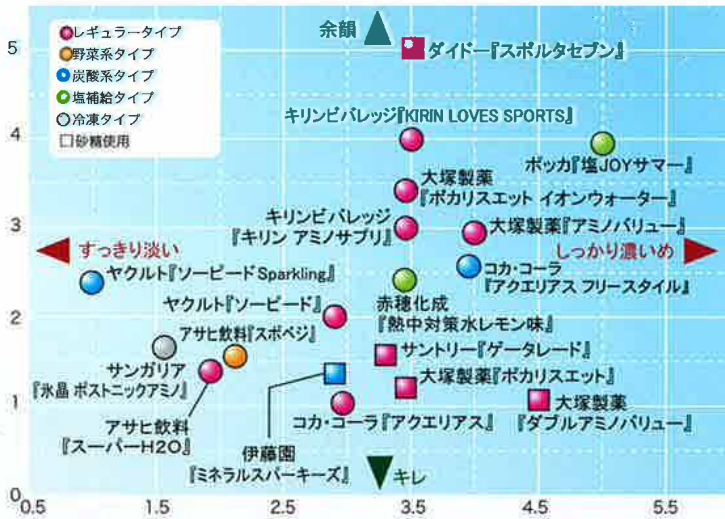 余韻
5
レギュラータイプ
野菜系タイプ
炭酸系タイプ
塩補給タイプ
冷凍タイプ
砂糖使用
ダイドー『スポルタセブン』
キリンビバレッジ『KIRIN LOVES SPORTS』
4
ポッカ『塩JOYサマー』
大塚製薬
『ポカリスエット イオンウォーター』
キリンビバレッジ
『キリン アミノサプリ』
3
大塚製薬『アミノバリュー』
すっきり淡い
しっかり濃いめ
ヤクルト『ソービードSparkling』
コカ・コーラ
『アクエリアス フリースタイル』
ヤクルト『ソービード』
赤穂化成
『熱中対策水レモン味』
2
アサヒ飲料『スポベジ』
サンガリア
『氷晶 ポストニックアミノ』
サントリー『ゲータレード』
大塚製薬『ポカリスエット』
1
アサヒ飲料
『スーパーH2O』
コカ・コーラ『アクエリアス』
大塚製薬
『ダブルアミノバリュー』
伊藤園
『ミネラルスパーキーズ』
キレ
0
0.5
1.5
2.5
3.5
4.5
5.5